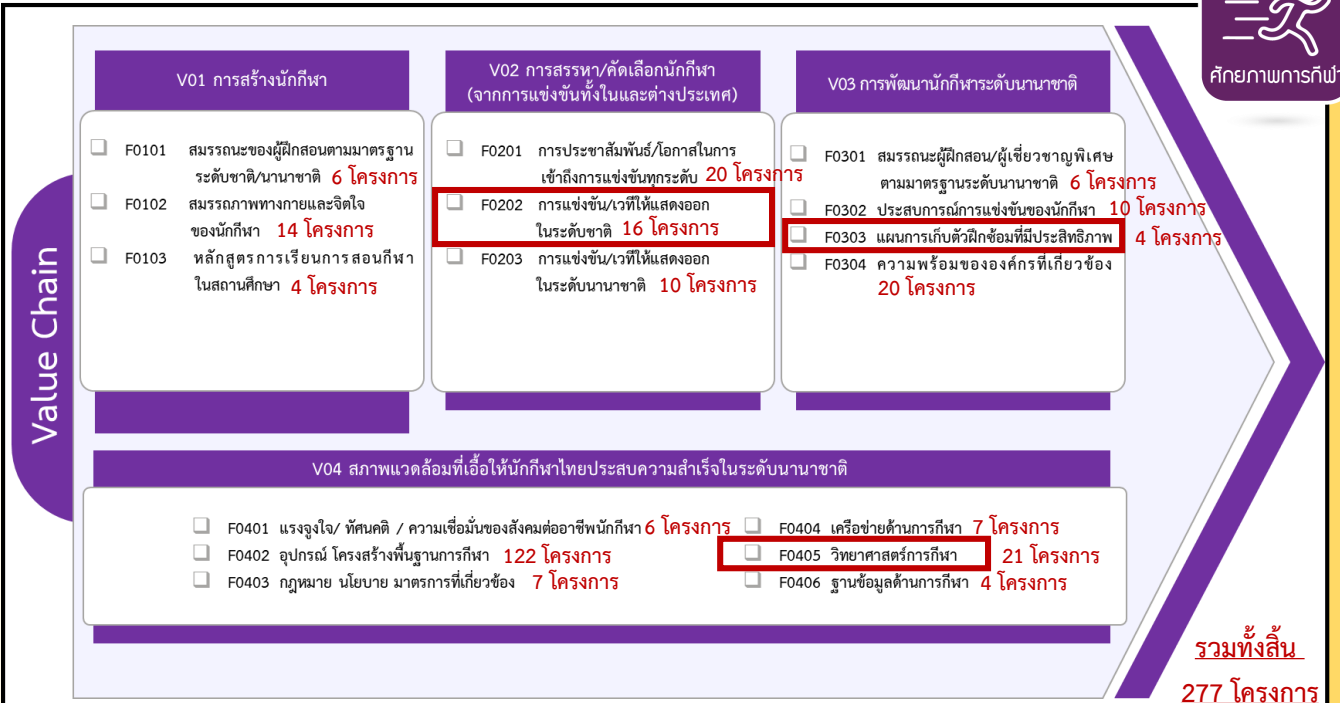 ศักยภาพการกีฬา
Value Chain
V01 การสร้างนักกีฬา
F0101 สมรรถนะของผู้ฝึกสอนตามมาตรฐาน
ระดับชาติ/นานาชาติ 6 โครงการ
F0102 สมรรถภาพทางกายและจิตใจ
ของนักกีฬา 14 โครงการ
F0103 หลักสูตรการเรียนการสอนกีฬา
ในสถานศึกษา 4 โครงการ
V02 การสรรหา/คัดเลือกนักกีฬา
(จากการแข่งขันทั้งในและต่างประเทศ)
F0201 การประชาสัมพันธ์/โอกาสในการ
เข้าถึงการแข่งขันทุกระดับ 20 โครงการ
F0202 การแข่งขัน/เวทีให้แสดงออก
ในระดับชาติ 16 โครงการ
F0203 การแข่งขัน/เวทีให้แสดงออก
ในระดับนานาชาติ 10 โครงการ
V03 การพัฒนานักกีฬาระดับนานาชาติ
F0301 สมรรถนะผู้ฝึกสอน/ผู้เชี่ยวชาญพิเศษ
ตามมาตรฐานระดับนานาชาติ 6 โครงการ
F0302 ประสบการณ์การแข่งขันของนักกีฬา 10 โครงการ
F0303 แผนการเก็บตัวฝึกซ้อมที่มีประสิทธิภาพ 4 โครงการ
F0304 ความพร้อมขององค์กรที่เกี่ยวข้อง
20 โครงการ
V04 สภาพแวดล้อมที่เอื้อให้นักกีฬาไทยประสบความสำเร็จในระดับนานาชาติ
F0401 แรงจูงใจ/ ทัศนคติ / ความเชื่อมั่นของสังคมต่ออาชีพนักกีฬา 6 โครงการ
F0402 อุปกรณ์ โครงสร้างพื้นฐานการกีฬา 122 โครงการ
F0403 กฎหมาย นโยบาย มาตรการที่เกี่ยวข้อง 7 โครงการ
F0404 เครือข่ายด้านการกีฬา 7 โครงการ
F0405 วิทยาศาสตร์การกีฬา 21 โครงการ
F0406 ฐานข้อมูลด้านการกีฬา 4 โครงการ
รวมทั้งสิ้น
277 โครงการ